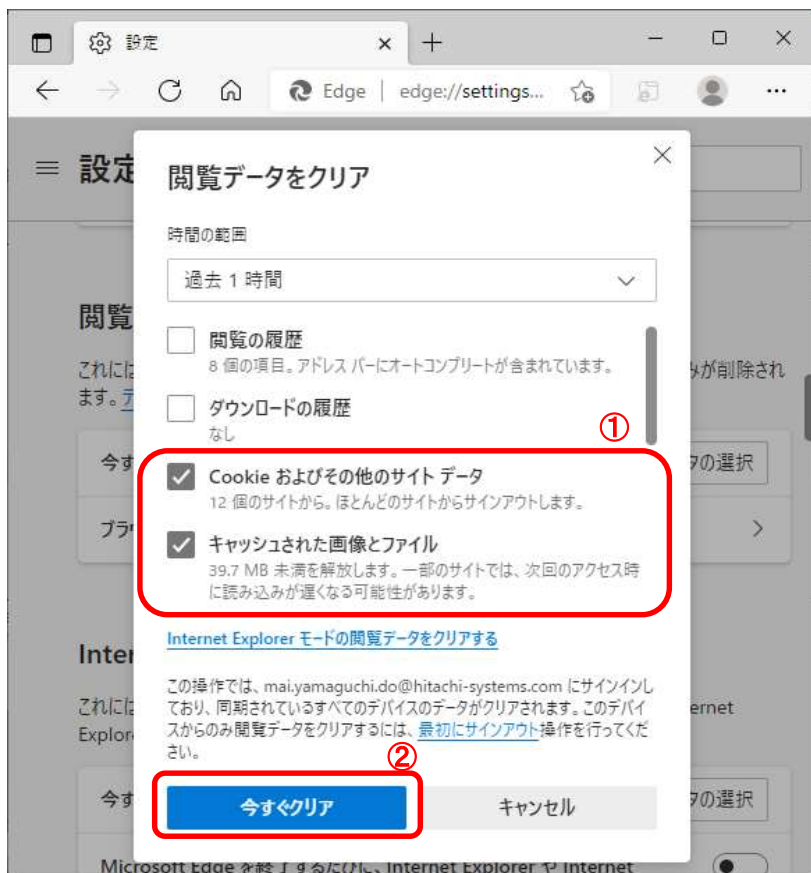 設定
Edge | edge://settings...
設定
閲覧データをクリア
時間の範囲
過去 1 時間
閲覧
閲覧の履歴
8 個の項目。アドレス バーにオートコンプリートが含まれています。
これには
みが削除され
ます。
ダウンロードの履歴
なし
①
今す
タの選択
Cookie およびその他のサイト データ
12 個のサイトから。ほとんどのサイトからサインアウトします。
ブラ
キャッシュされた画像とファイル
39.7 MB 未満を解放します。一部のサイトでは、次回のアクセス時
に読み込みが遅くなる可能性があります。
Internet Explorer モードの閲覧データをクリアする
Inter
この操作では、mai.yamaguchi.do@hitachi-systems.com にサインインし
ており、同期されているすべてのデバイスのデータがクリアされます。このデバイ
スからのみ閲覧データをクリアするには、最初にサインアウト操作を行ってくだ
さい。
これには
ernet
Explor
②
今す
今すぐクリア
キャンセル
タの選択
Microsoft Edge を終了するたびに、Internet Explorer や Internet